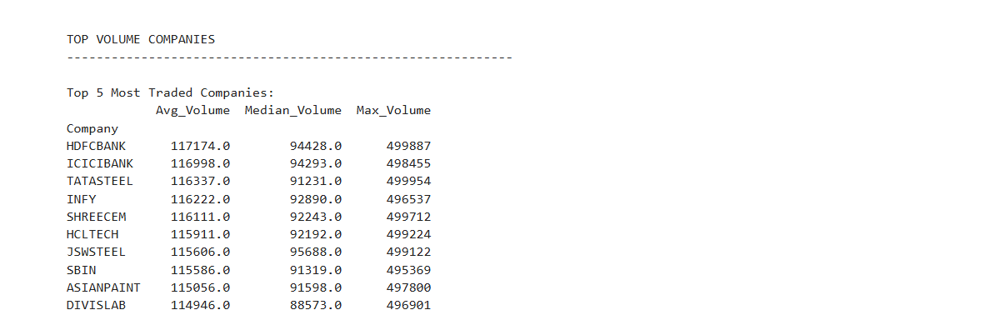 TOP VOLUME COMPANIES
------------------------------------------------------------
Top 5 Most Traded Companies:
            Avg_Volume  Median_Volume  Max_Volume
Company
HDFCBANK      117174.0        94428.0      499887
ICICIBANK     116998.0        94293.0      498455
TATASTEEL     116337.0        91231.0      499954
INFY          116222.0        92890.0      496537
SHREECEM      116111.0        92243.0      499712
HCLTECH       115911.0        92192.0      499224
JSWSTEEL      115606.0        95688.0      499122
SBIN          115586.0        91319.0      495369
ASIANPAINT    115056.0        91598.0      497800
DIVISLAB      114946.0        88573.0      496901